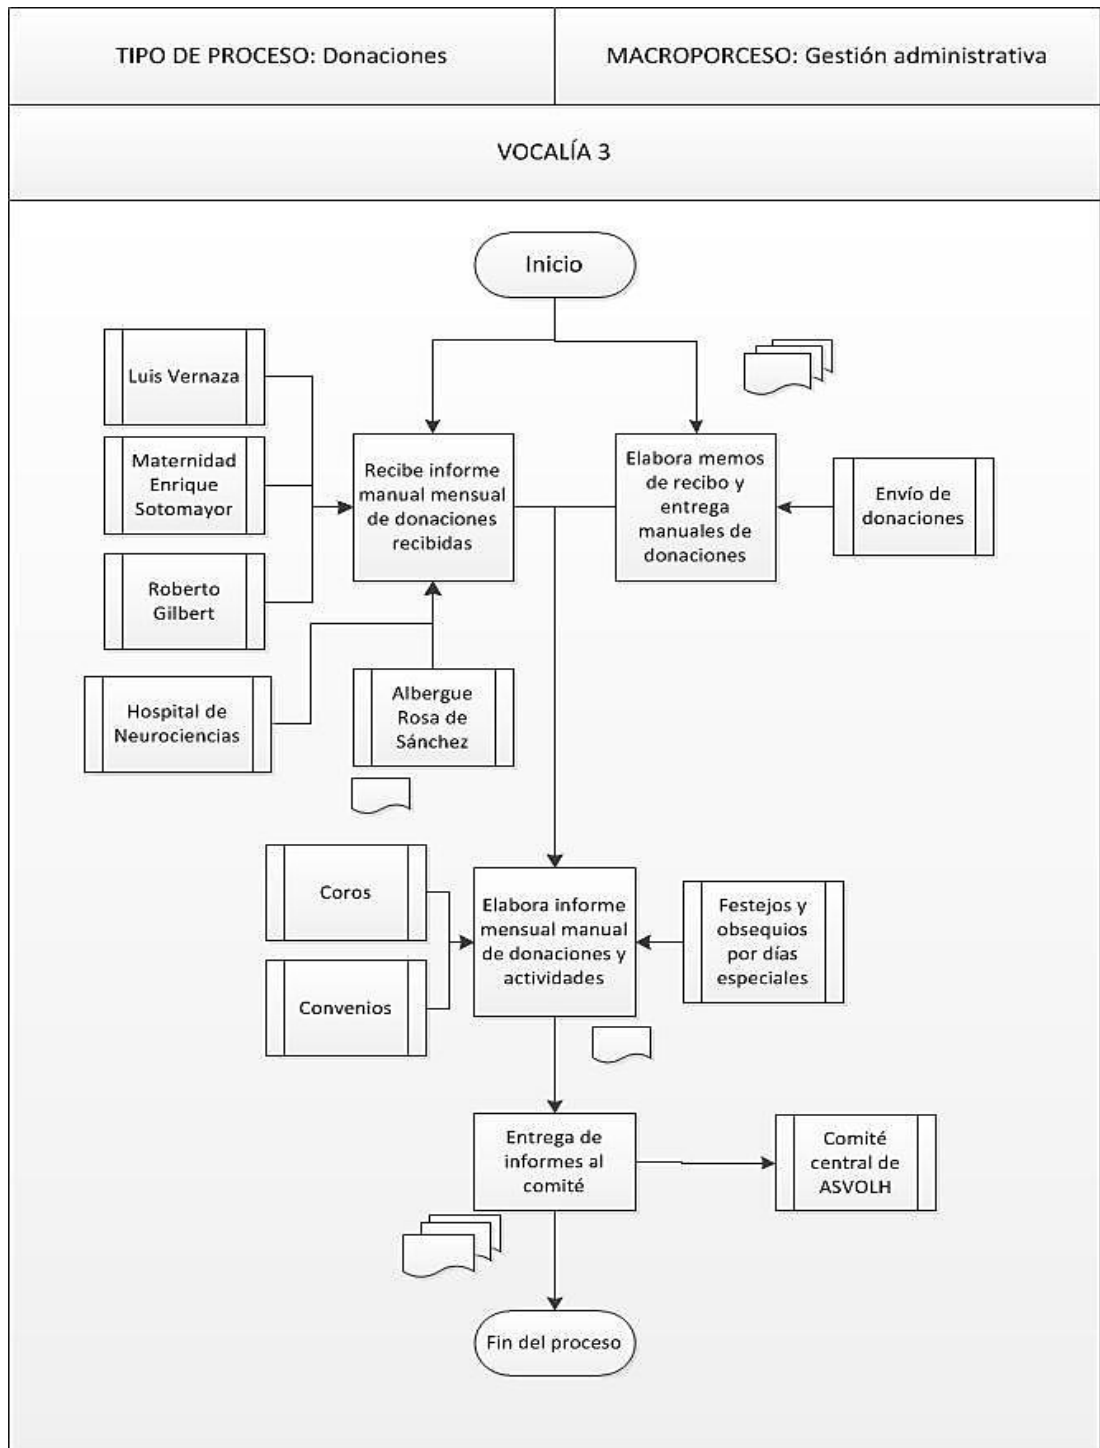 TIPO DE PROCESO: Donaciones
MACROPORCESO: Gestión administrativa
VOCALÍA 3
Inicio
Luis Vernaza
Maternidad
Enrique
Sotomayor
Roberto
Gilbert
Hospital de
Neurociencias
Albergue
Rosa de
Sánchez
Recibe informe
manual mensual
de donaciones
recibidas
Elabora memos
de recibo y
entrega
manuales de
donaciones
Envío de
donaciones
Coros
Convenios
Elabora informe
mensual manual
de donaciones y
actividades
Festejos y
obsequios
por días
especiales
Entrega de
informes al
comité
Comité
central de
ASVOLH
Fin del proceso